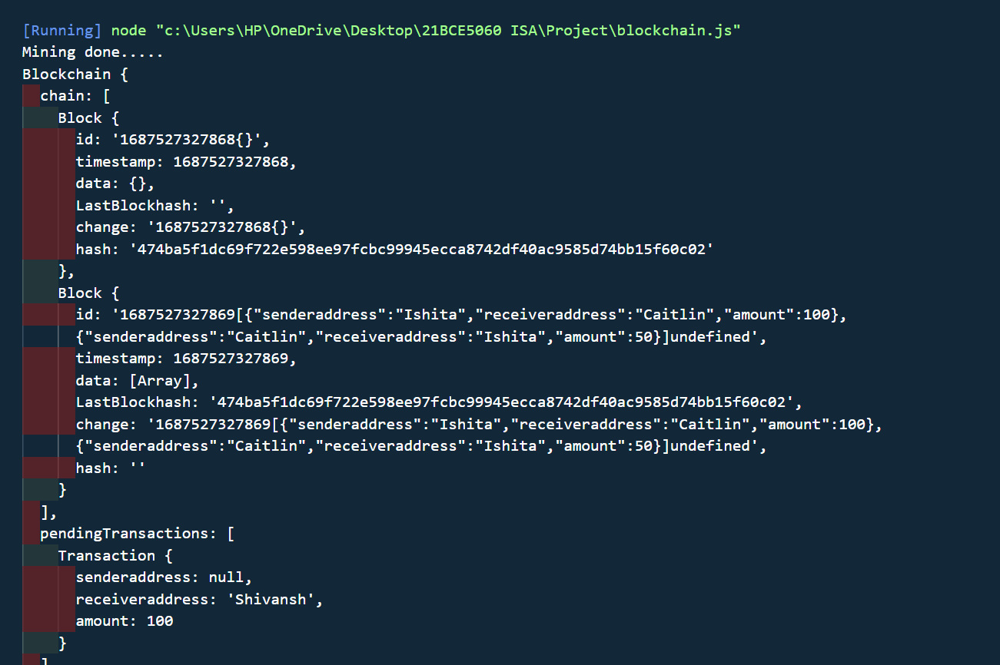 [Running] node "c:\Users\HP\OneDrive\Desktop\21BCE5060 ISA\Project\blockchain.js"
Mining done.....
Blockchain {
  chain: [
    Block {
      id: '1687527327868{}',
      timestamp: 1687527327868,
      data: {},
      LastBlockhash: '',
      change: '1687527327868{}',
      hash: '474ba5f1dc69f722e598ee97fcbc99945ecca8742df40ac9585d74bb15f60c02'
    },
    Block {
      id: '1687527327869[{"senderaddress":"Ishita","receiveraddress":"Caitlin","amount":100},
      {"senderaddress":"Caitlin","receiveraddress":"Ishita","amount":50}]undefined',
      timestamp: 1687527327869,
      data: [Array],
      LastBlockhash: '474ba5f1dc69f722e598ee97fcbc99945ecca8742df40ac9585d74bb15f60c02',
      change: '1687527327869[{"senderaddress":"Ishita","receiveraddress":"Caitlin","amount":100},
      {"senderaddress":"Caitlin","receiveraddress":"Ishita","amount":50}]undefined',
      hash: ''
    }
  ],
  pendingTransactions: [
    Transaction {
      senderaddress: null,
      receiveraddress: 'Shivansh',
      amount: 100
    }
  ]